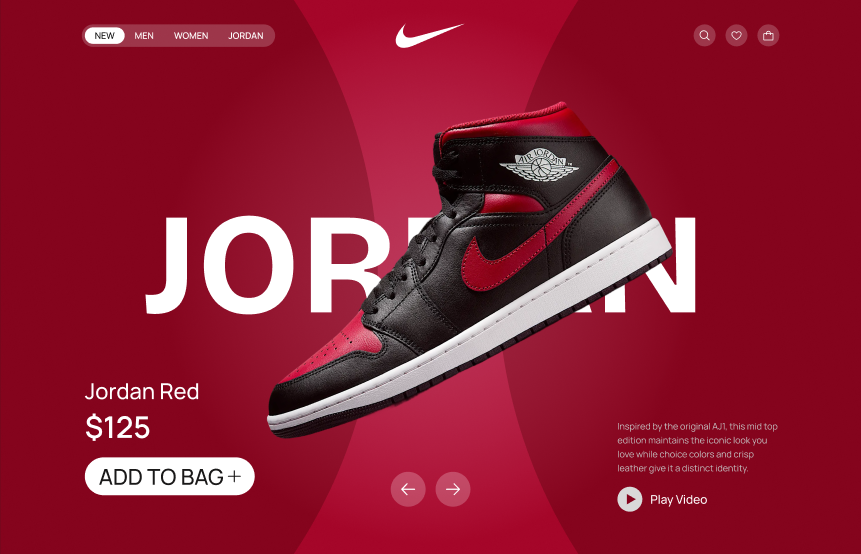 NEW MEN WOMEN JORDAN
AIR JORDAN
JORDAN
Jordan Red
$125
ADD TO BAG+
Inspired by the original AJ1, this mid top
edition maintains the iconic look you
love while choice colors and crisp
leather give it a distinct identity.
Play Video